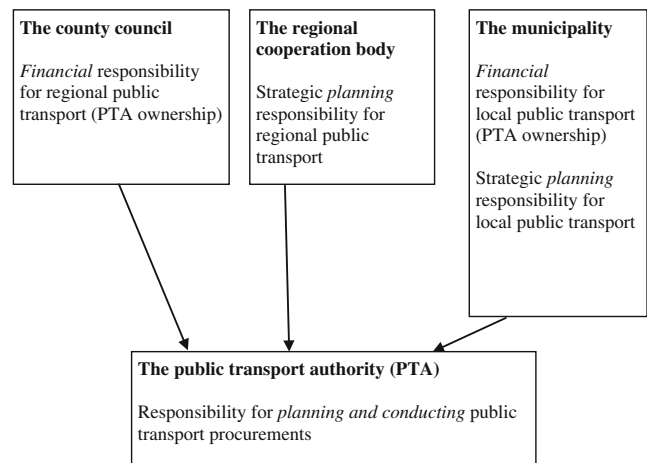 The county council
Financial responsibility
for regional public
transport (PTA ownership)
The regional
cooperation body
Strategic planning
responsibility for
regional public
transport
The municipality
Financial
responsibility for
local public transport
(PTA ownership)
Strategic planning
responsibility for
local public transport
The public transport authority (PTA)
Responsibility for planning and conducting public
transport procurements